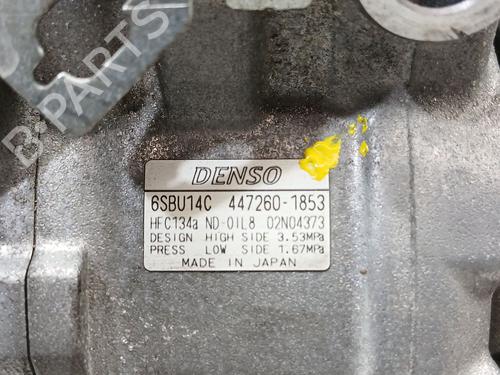 B-PARTS
DENSO
6SBU14C 447260-1853
HFC134a ND-OIL8 02N04373
DESIGN HIGH SIDE 3.53MPa
PRESS LOW SIDE 1.67MPa
MADE IN JAPAN